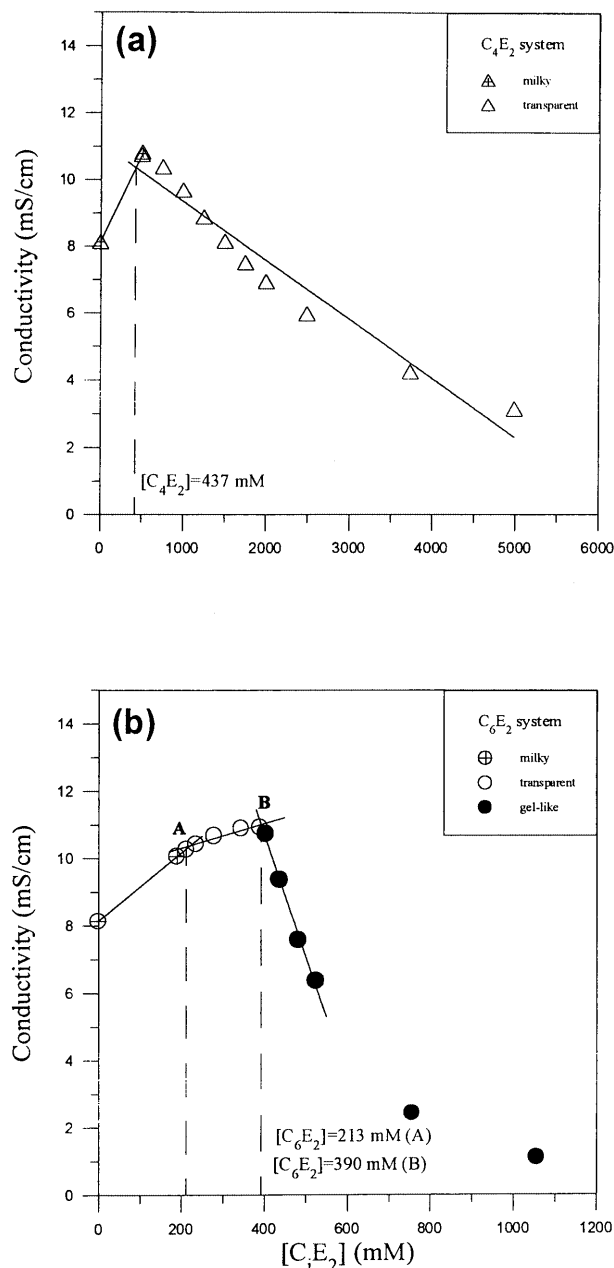 (a)
C₄E₂ system
milky
transparent
14
12
10
8
6
4
2
0
Conductivity (mS/cm)
[C₄E₂]=437 mM
0 1000 2000 3000 4000 5000 6000
(b)
C₆E₂ system
milky
transparent
gel-like
A
B
14
12
10
8
6
4
2
0
Conductivity (mS/cm)
[C₆E₂]=213 mM (A)
[C₆E₂]=390 mM (B)
0 200 400 600 800 1000 1200
[CᵢE₂] (mM)